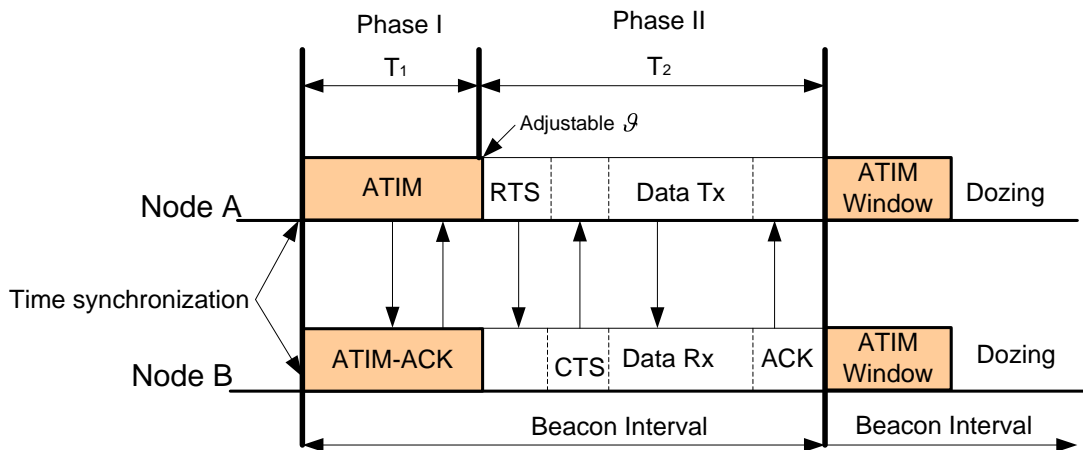 Phase I
Phase II
T1
T2
Adjustable ϑ
Node A
ATIM
RTS
Data Tx
ATIM
Window
Dozing
Time synchronization
Node B
ATIM-ACK
CTS
Data Rx
ACK
ATIM
Window
Dozing
Beacon Interval
Beacon Interval